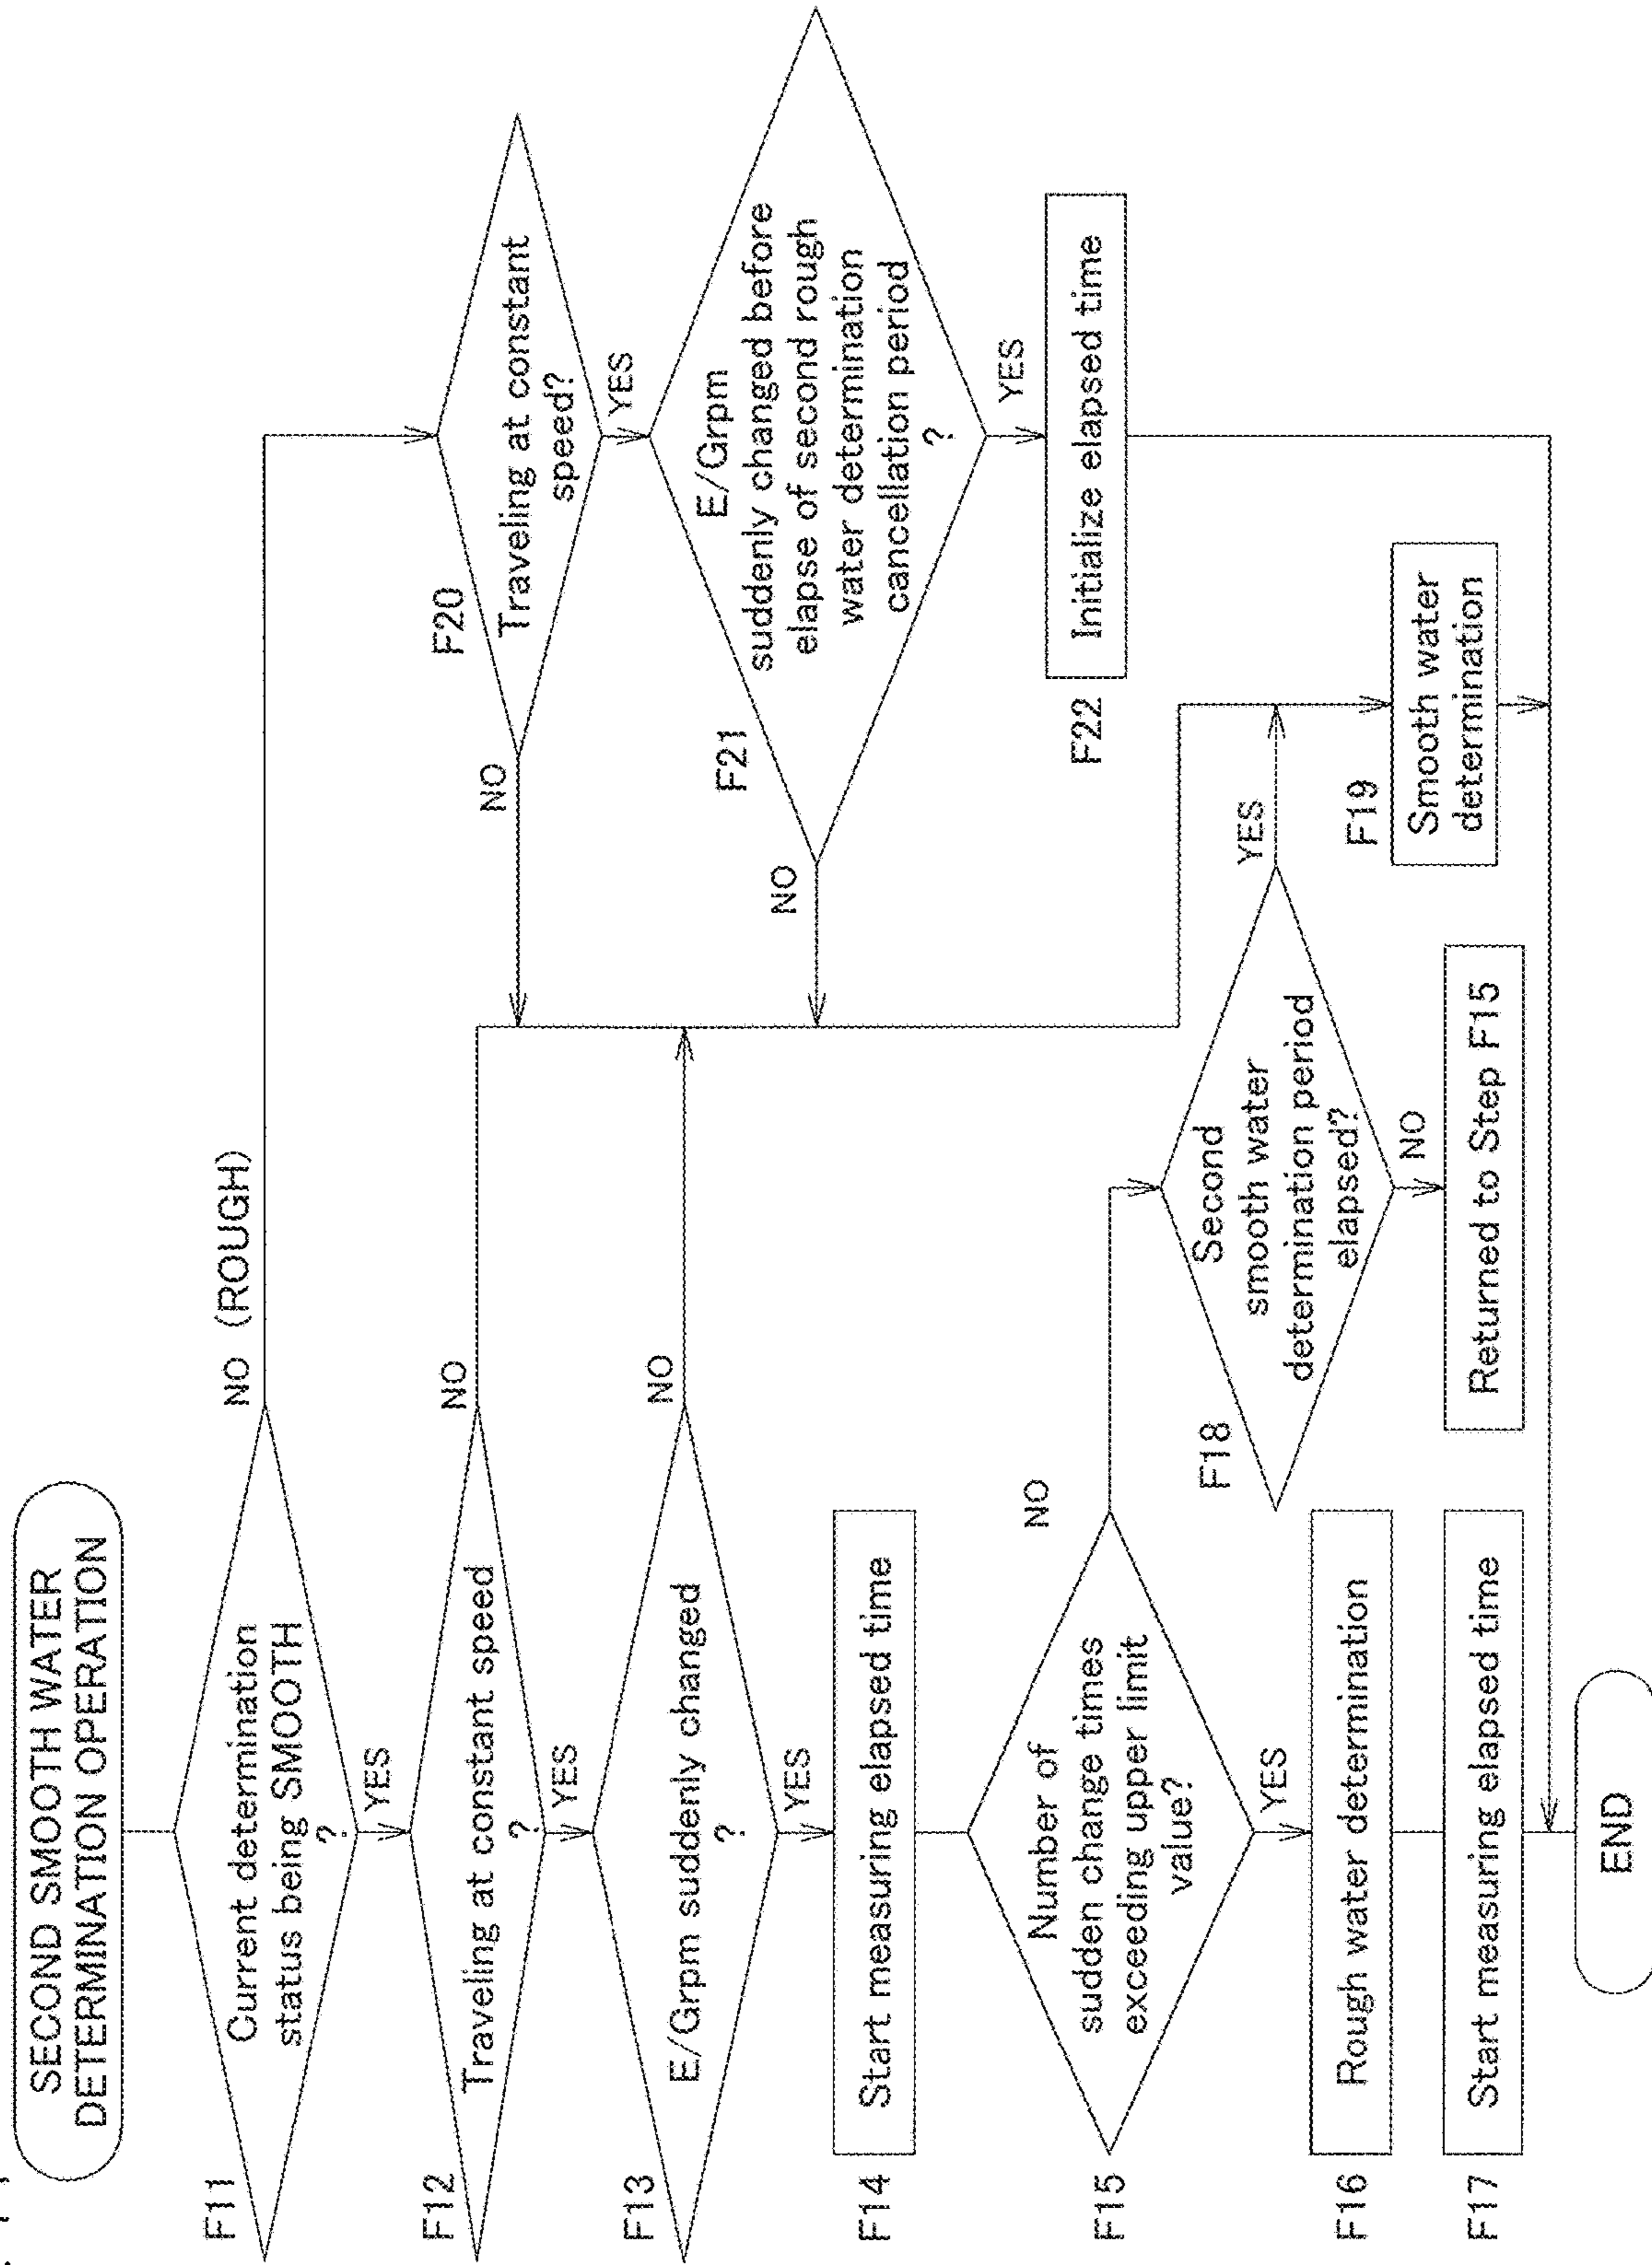 SECOND SMOOTH WATER
DETERMINATION OPERATION
F11
Current determination
status being SMOOTH
?
NO (ROUGH)
YES
F12
Traveling at constant speed
?
NO
YES
F13
E/Grpm suddenly changed
?
NO
YES
F14
Start measuring elapsed time
F15
Number of
sudden change times
exceeding upper limit
value?
NO
YES
F16
Rough water determination
F17
Start measuring elapsed time
F18
Second
smooth water
determination period
elapsed?
YES
NO
Returned to Step F15
F19
Smooth water
determination
F20
Traveling at constant
speed?
NO
YES
F21
E/Grpm
suddenly changed before
elapse of second rough
water determination
cancellation period
?
NO
YES
F22
Initialize elapsed time
END